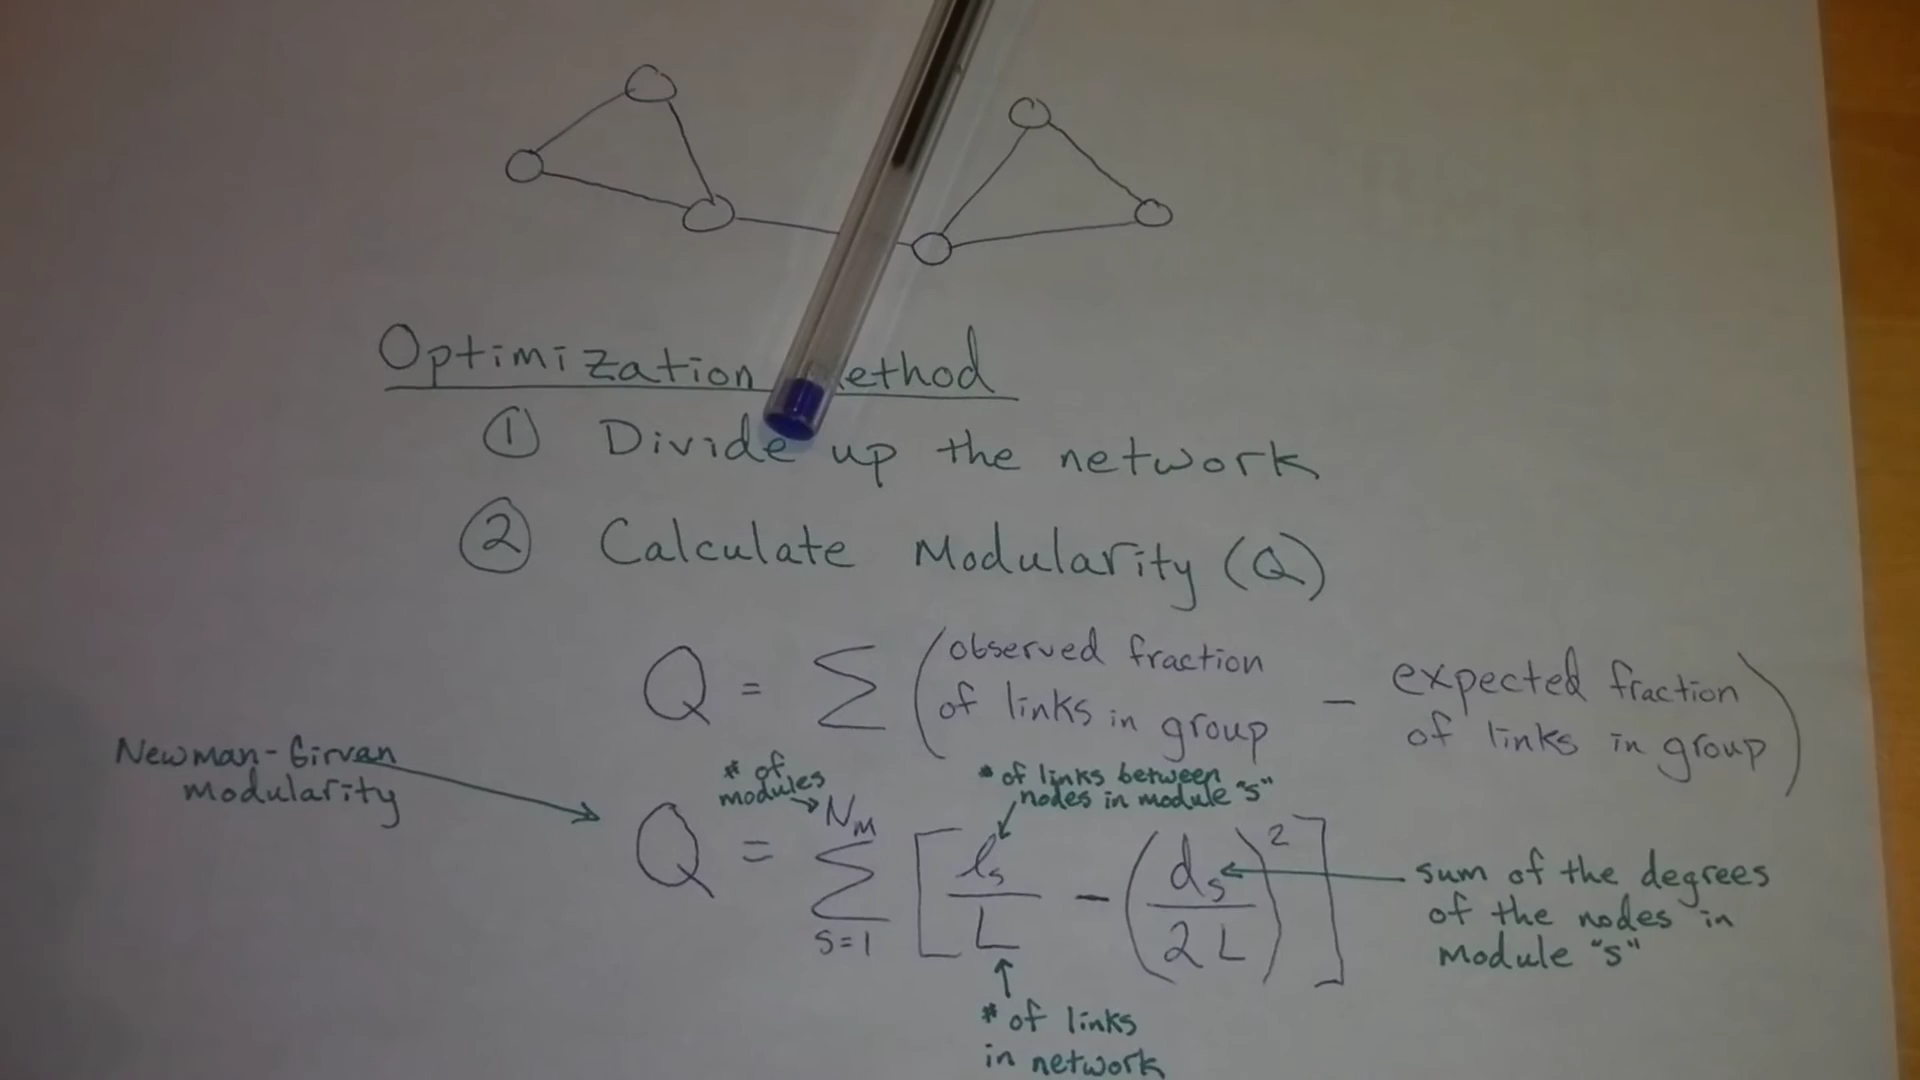 Optimization ethod
① Divide up the network
② Calculate Modularity (Q)
Q = Σ (observed fraction of links in group − expected fraction of links in group)
Newman-Girvan
modularity
# of
modules
# of links between
nodes in module "s"
Q = Σ_{s=1}^{N_M} [ l_s / L − ( d_s / 2L )^2 ]
sum of the degrees
of the nodes in
module "s"
# of links
in network